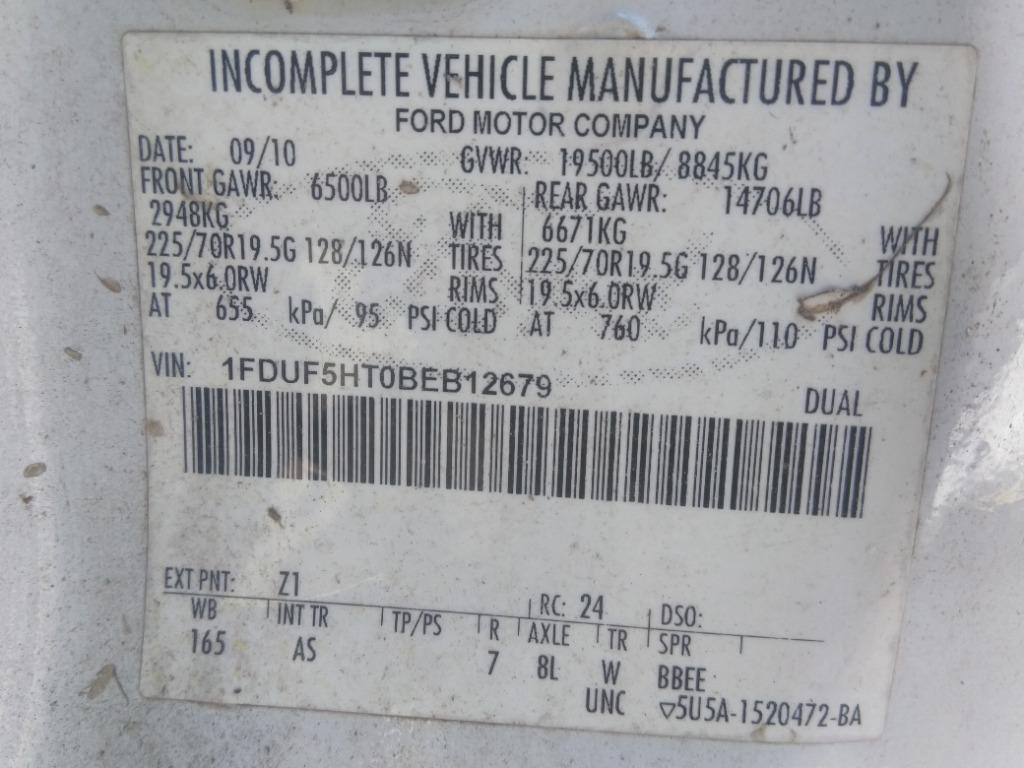 INCOMPLETE VEHICLE MANUFACTURED BY
FORD MOTOR COMPANY
DATE: 09/10 GVWR: 19500LB/ 8845KG
FRONT GAWR: 6500LB REAR GAWR: 14706LB
2948KG WITH 6671KG WITH
225/70R19.5G 128/126N TIRES 225/70R19.5G 128/126N TIRES
19.5x6.0RW RIMS 19.5x6.0RW RIMS
AT 655 kPa/ 95 PSI COLD AT 760 kPa/110 PSI COLD
VIN: 1FDUF5HT0BEB12679
DUAL
EXT PNT: Z1 RC: 24 DSO:
WB INT TR TP/PS R AXLE TR SPR
165 AS 7 8L W BBEE
UNC ▽5U5A-1520472-BA